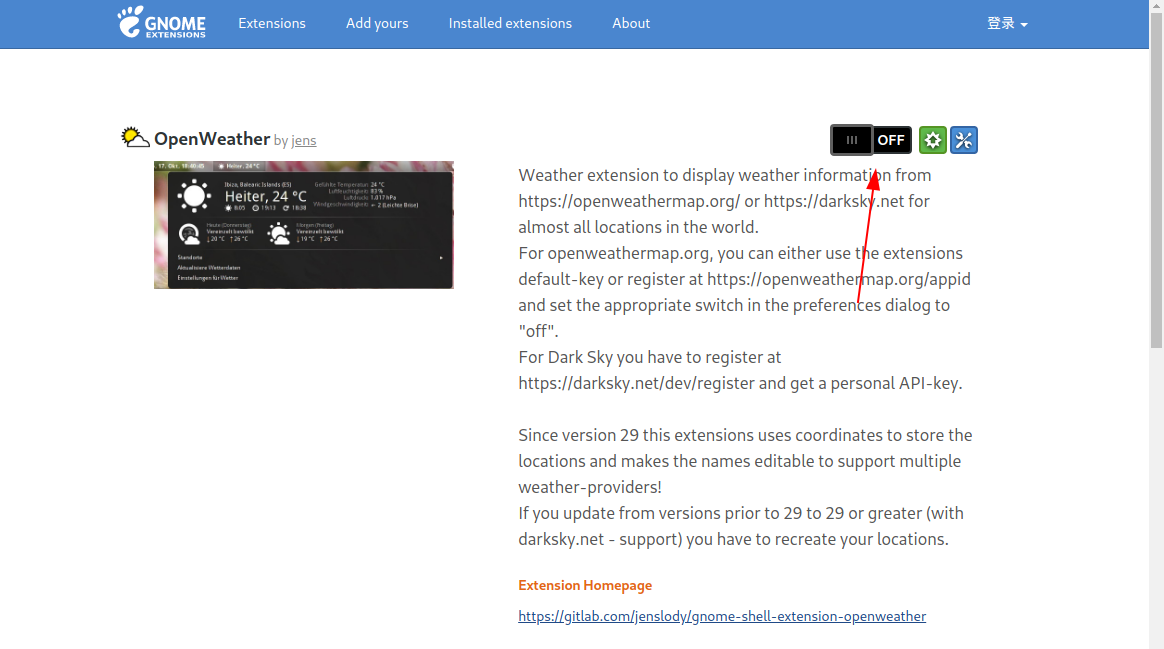 GNOME
EXTENSIONS
Extensions
Add yours
Installed extensions
About
登录
OpenWeather by jens
OFF
17. Okt, 18:40:45
Heiter, 24 °C
Ibiza, Balearic Islands (ES)
Heiter, 24 °C
8:05 19:13 18:38
Gefühlte Temperatur: 24 °C
Luftfeuchtigkeit: 83 %
Luftdruck: 1.017 hPa
Windgeschwindigkeit: ← 2 (Leichte Brise)
Heute (Donnerstag)
Vereinzelt bewölkt
↓ 20 °C ↑ 26 °C
Morgen (Freitag)
Vereinzelt bewölkt
↓ 19 °C ↑ 26 °C
Standorte
Aktualisiere Wetterdaten
Einstellungen für Wetter
Weather extension to display weather information from
https://openweathermap.org/ or https://darksky.net for
almost all locations in the world.
For openweathermap.org, you can either use the extensions
default-key or register at https://openweathermap.org/appid
and set the appropriate switch in the preferences dialog to
"off".
For Dark Sky you have to register at
https://darksky.net/dev/register and get a personal API-key.
Since version 29 this extensions uses coordinates to store the
locations and makes the names editable to support multiple
weather-providers!
If you update from versions prior to 29 to 29 or greater (with
darksky.net - support) you have to recreate your locations.
Extension Homepage
https://gitlab.com/jenslody/gnome-shell-extension-openweather